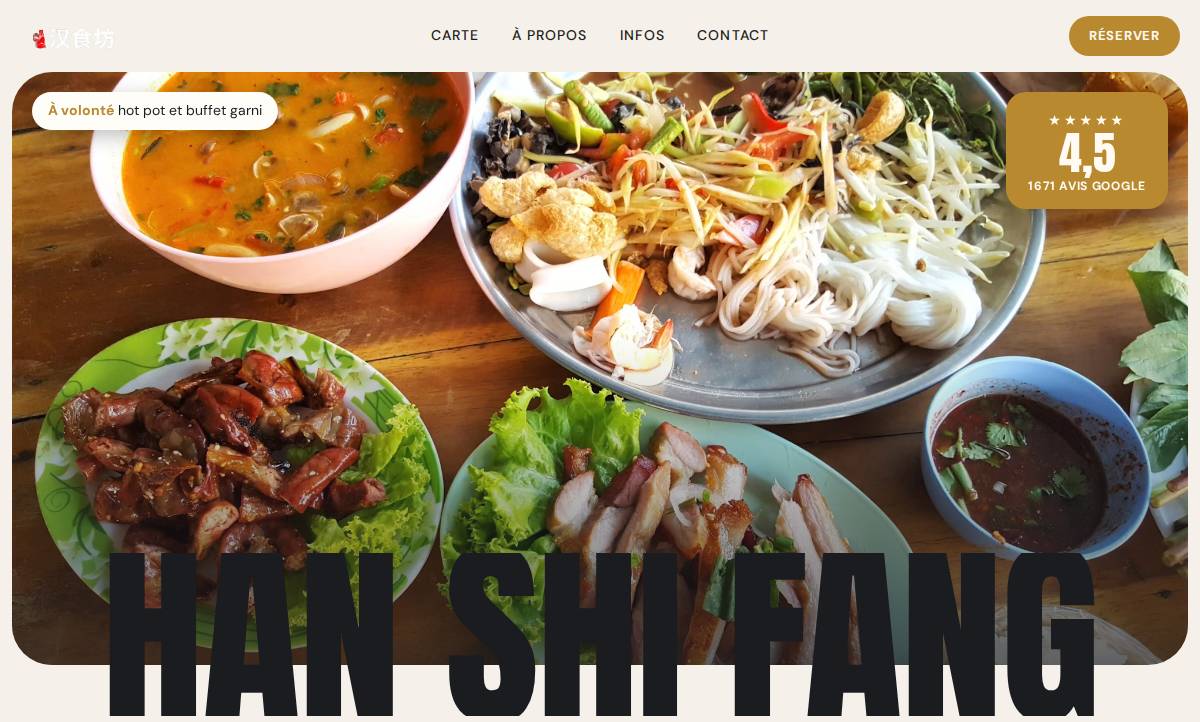 汉食坊
CARTE
À PROPOS
INFOS
CONTACT
RÉSERVER
À volonté hot pot et buffet garni
★★★★★
4,5
1671 AVIS GOOGLE
HAN SHI FANG